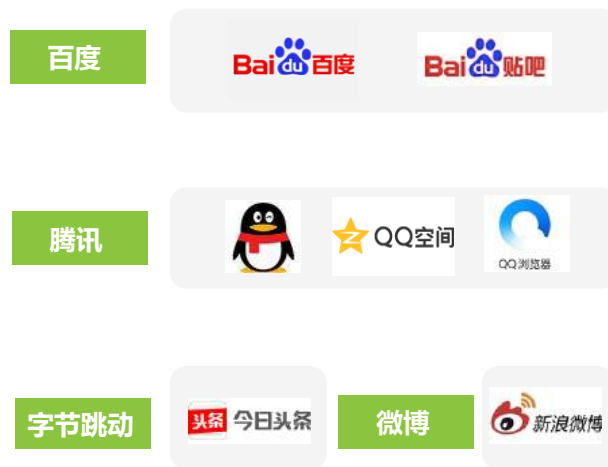 百度
Bai du 百度
Bai du 贴吧
腾讯
QQ空间
QQ浏览器
字节跳动
头条 今日头条
微博
新浪微博